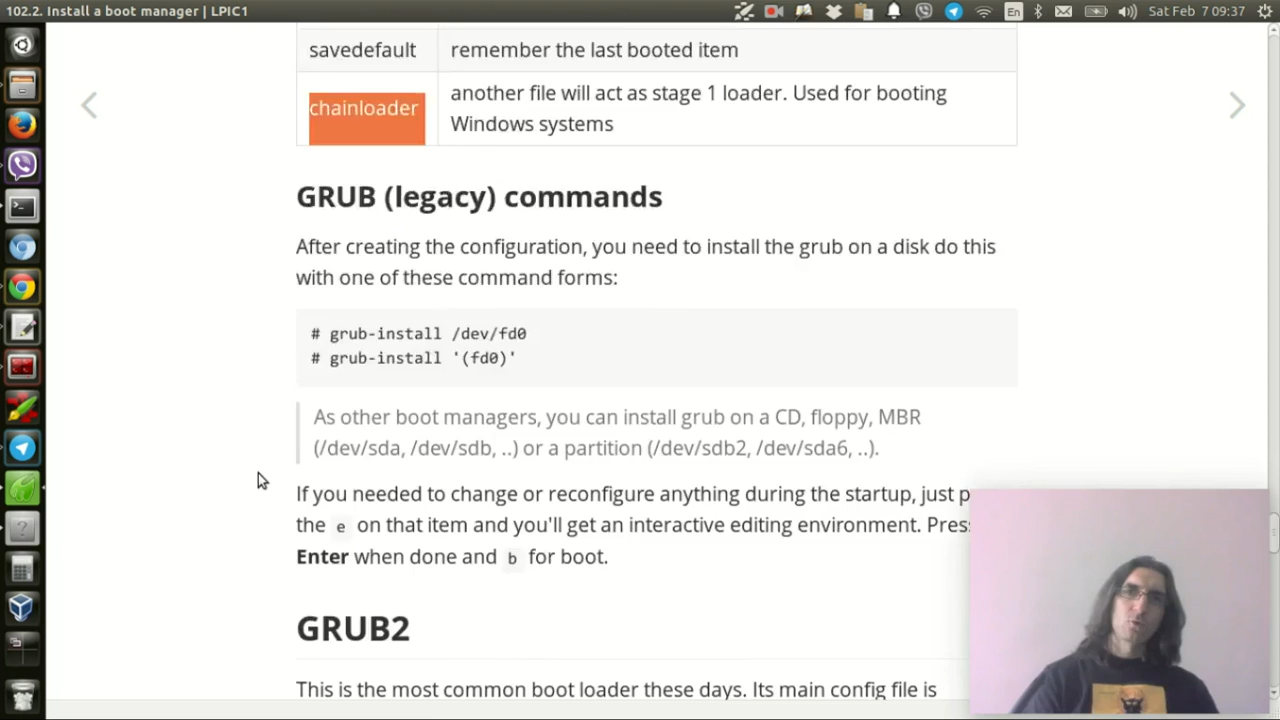 102.2. Install a boot manager | LPIC1
En
Sat Feb 7 09:37
savedefault remember the last booted item
chainloader another file will act as stage 1 loader. Used for booting
Windows systems
GRUB (legacy) commands
After creating the configuration, you need to install the grub on a disk do this
with one of these command forms:
# grub-install /dev/fd0
# grub-install '(fd0)'
As other boot managers, you can install grub on a CD, floppy, MBR
(/dev/sda, /dev/sdb, ..) or a partition (/dev/sdb2, /dev/sda6, ..).
If you needed to change or reconfigure anything during the startup, just p
the e on that item and you'll get an interactive editing environment. Press
Enter when done and b for boot.
GRUB2
This is the most common boot loader these days. Its main config file is